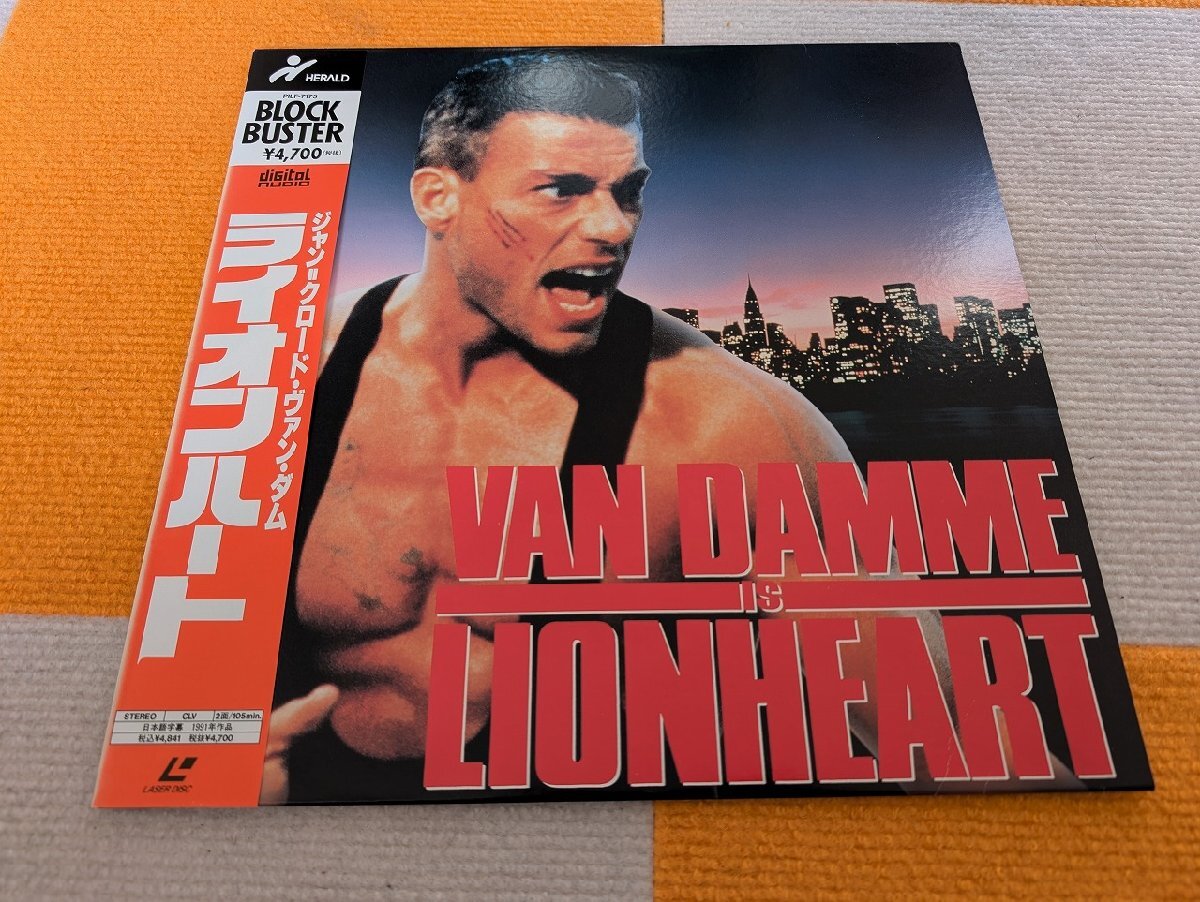 HERALD
BLOCK
BUSTER
¥4,700
digital
AUDIO
ジャン=クロード・ヴァン・ダム
ライオンハート
STEREO CLV 2面/105min.
日本語字幕 1991年作品
税込¥4,841 税抜¥4,700
LASER DISC
VAN DAMME
IS
LIONHEART